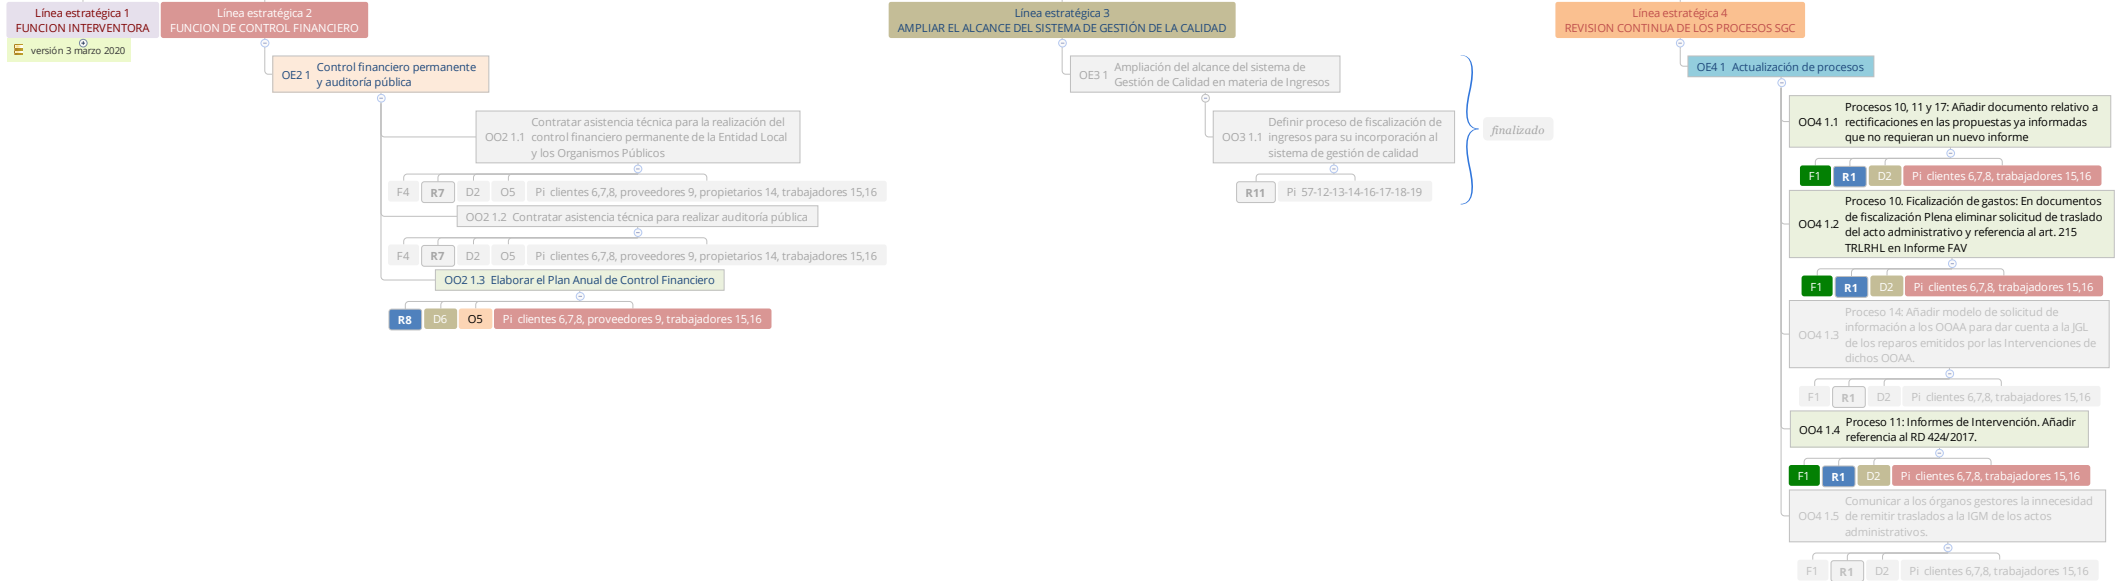 Línea estratégica 1
FUNCION INTERVENTORA
versión 3 marzo 2020
Línea estratégica 2
FUNCION DE CONTROL FINANCIERO
OE2 1 Control financiero permanente
y auditoría pública
OO2 1.1 Contratar asistencia técnica para la realización del
control financiero permanente de la Entidad Local
y los Organismos Públicos
F4 R7 D2 O5 Pi clientes 6,7,8, proveedores 9, propietarios 14, trabajadores 15,16
OO2 1.2 Contratar asistencia técnica para realizar auditoría pública
F4 R7 D2 O5 Pi clientes 6,7,8, proveedores 9, propietarios 14, trabajadores 15,16
OO2 1.3 Elaborar el Plan Anual de Control Financiero
R8 D6 O5 Pi clientes 6,7,8, proveedores 9, trabajadores 15,16
Línea estratégica 3
AMPLIAR EL ALCANCE DEL SISTEMA DE GESTIÓN DE LA CALIDAD
OE3 1 Ampliación del alcance del sistema de
Gestión de Calidad en materia de Ingresos
OO3 1.1 Definir proceso de fiscalización de
ingresos para su incorporación al
sistema de gestión de calidad
R11 Pi 57-12-13-14-16-17-18-19
finalizado
Línea estratégica 4
REVISION CONTINUA DE LOS PROCESOS SGC
OE4 1 Actualización de procesos
OO4 1.1 Procesos 10, 11 y 17: Añadir documento relativo a
rectificaciones en las propuestas ya informadas
que no requieran un nuevo informe
F1 R1 D2 Pi clientes 6,7,8, trabajadores 15,16
OO4 1.2 Proceso 10. Ficalización de gastos: En documentos
de fiscalización Plena eliminar solicitud de traslado
del acto administrativo y referencia al art. 215
TRLRHL en Informe FAV
F1 R1 D2 Pi clientes 6,7,8, trabajadores 15,16
OO4 1.3 Proceso 14: Añadir modelo de solicitud de
información a los OOAA para dar cuenta a la JGL
de los reparos emitidos por las Intervenciones de
dichos OOAA.
F1 R1 D2 Pi clientes 6,7,8, trabajadores 15,16
OO4 1.4 Proceso 11: Informes de Intervención. Añadir
referencia al RD 424/2017.
F1 R1 D2 Pi clientes 6,7,8, trabajadores 15,16
OO4 1.5 Comunicar a los órganos gestores la innecesidad
de remitir traslados a la IGM de los actos
administrativos.
F1 R1 D2 Pi clientes 6,7,8, trabajadores 15,16